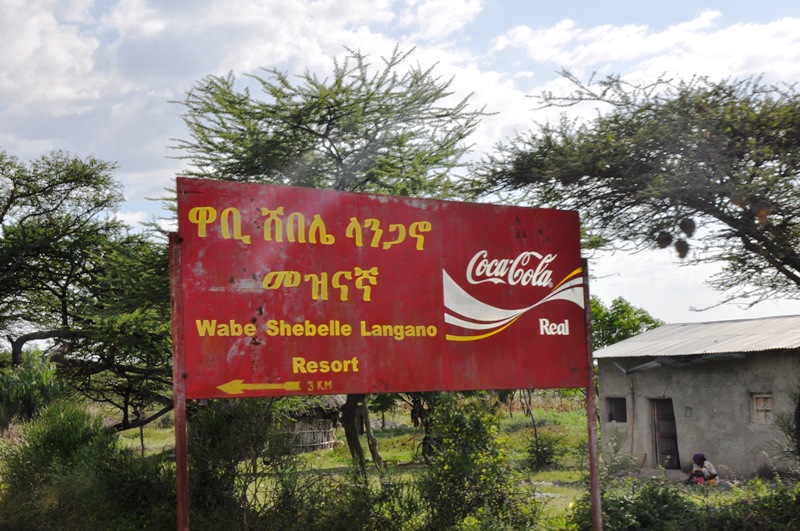 ዋቢ ሸበሌ ላንጋኖ
መዝናኛ
Wabe Shebelle Langano
Resort
3 KM
Coca-Cola
Real